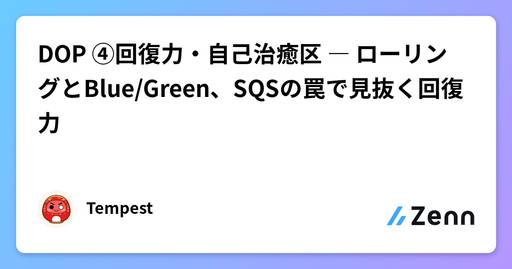 DOP ④回復力・自己治癒区 ― ローリン
グとBlue/Green、SQSの罠で見抜く回復
力
Tempest
Zenn